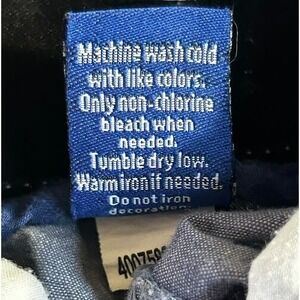 Machine wash cold
with like colors.
Only non-chlorine
bleach when
needed.
Tumble dry low.
Warm iron if needed.
Do not iron
decoration.